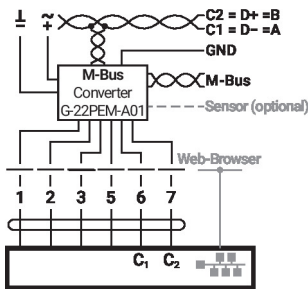 C2 = D+ =B
C1 = D– =A
GND
M-Bus
Converter
G-22PEM-A01
M-Bus
Sensor (optional)
Web-Browser
1 2 3 5 6 7
C1 C2